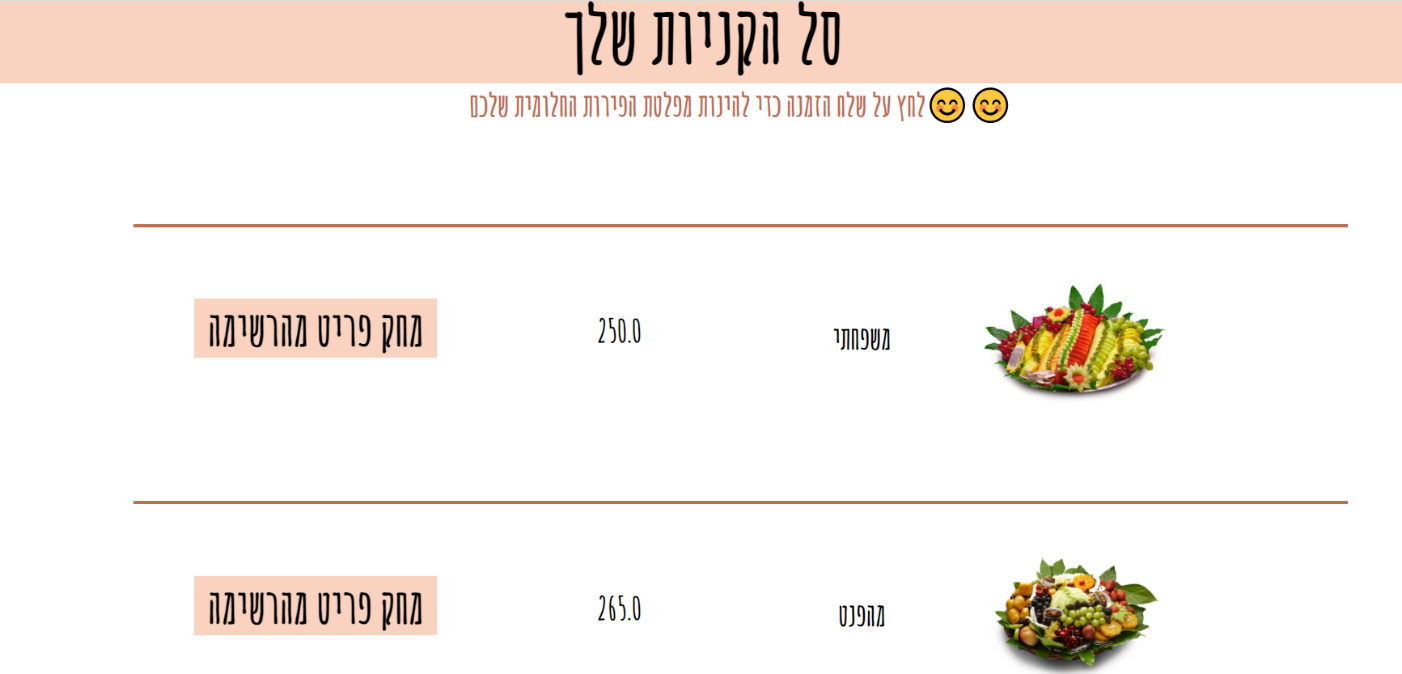 סל הקניות שלך
😊 😊 לחץ על שלח הזמנה כדי להינות מפלטת הפירות החלומית שלכם
משפחתי 250.0 מחק פריט מהרשימה
מהפנט 265.0 מחק פריט מהרשימה